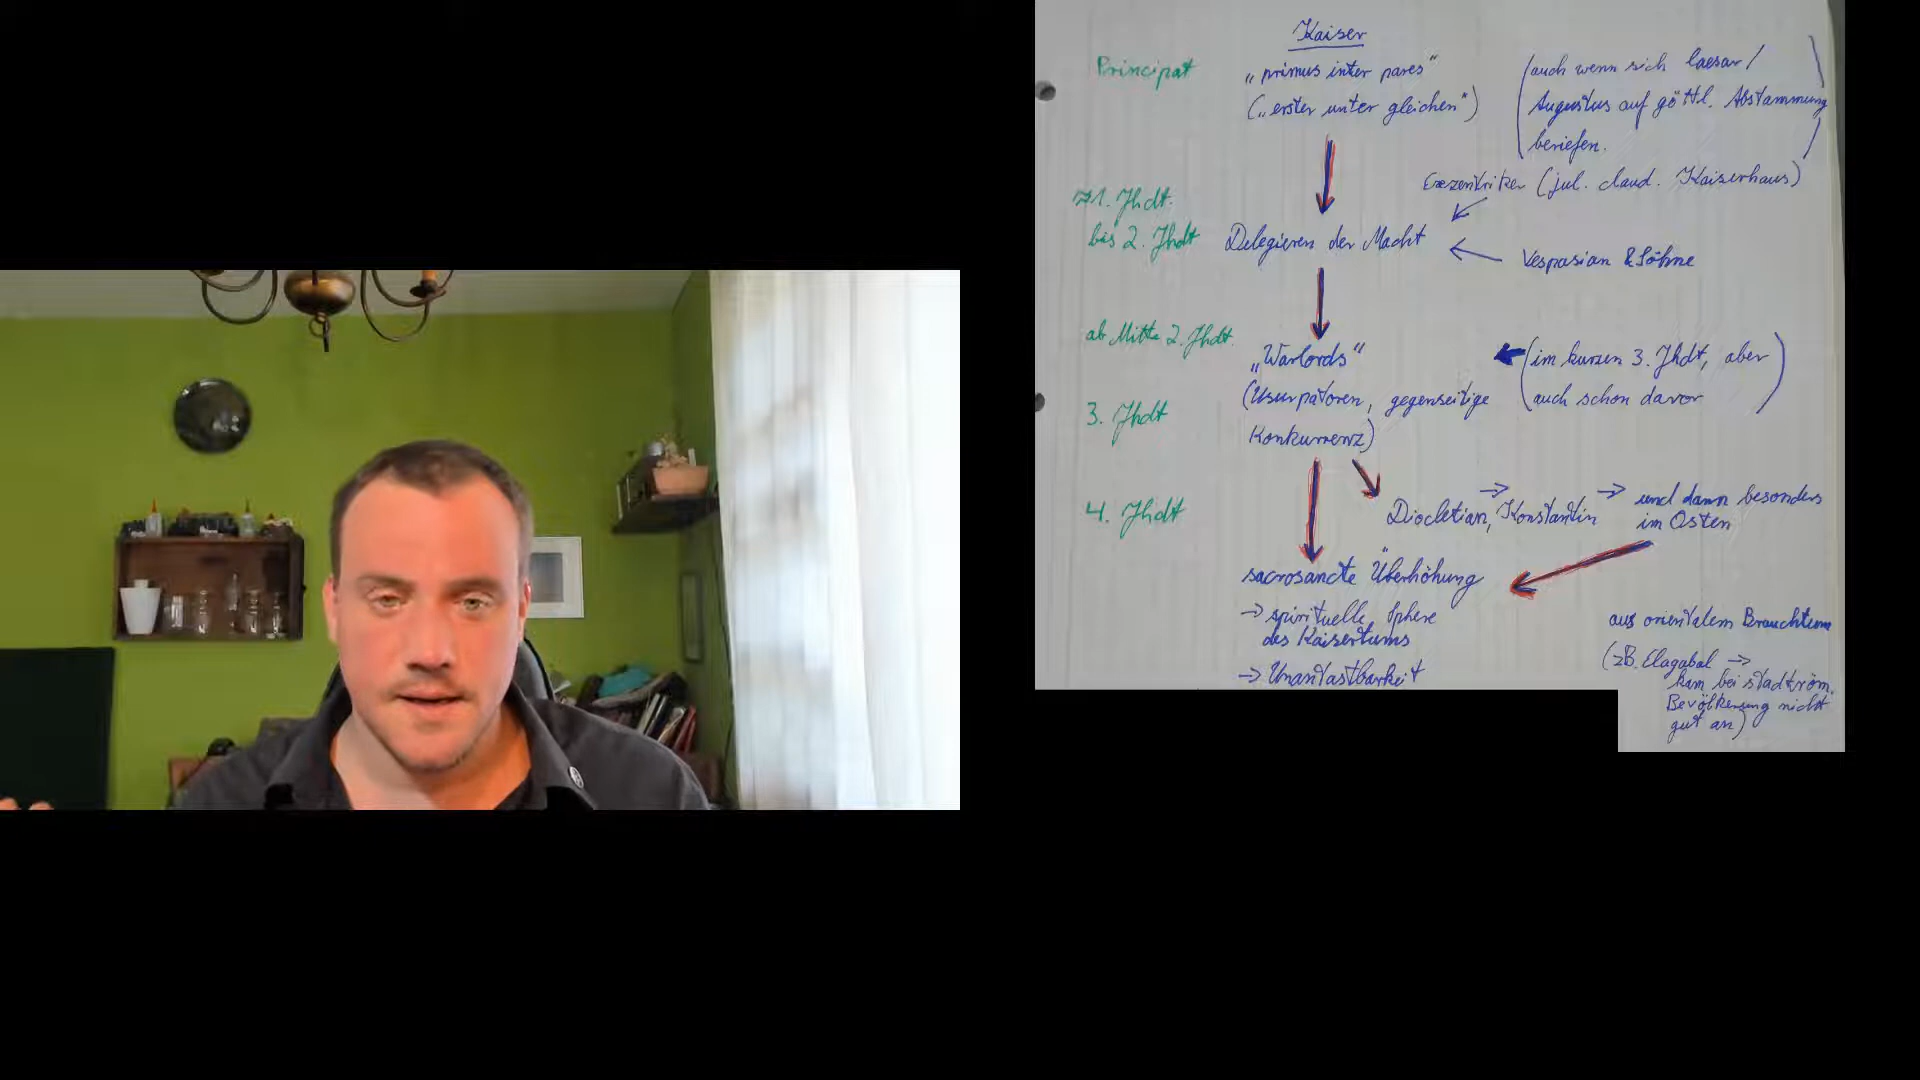 Kaiser
Principat
„primus inter pares"
(„erster unter gleichen")
(auch wenn sich Caesar/
Augustus auf göttl. Abstammung
beriefen.)
1. Jhdt.
bis 2. Jhdt
Delegieren der Macht
Exzentriker (jul. claud. Kaiserhaus)
Vespasian & Söhne
ab Mitte 2. Jhdt.
3. Jhdt
„Warlords"
(Usurpatoren, gegenseitige
Konkurrenz)
(im kurzen 3. Jhdt, aber
auch schon davor)
4. Jhdt
Diocletian, → Konstantin → und dann besonders
im Osten
sacrosancte Überhöhung
→ spirituelle Sphere
des Kaisertums
→ Unantastbarkeit
aus orientalem Brauchtum
(zB. Elagabal →
kam bei stadtröm.
Bevölkerung nicht
gut an)